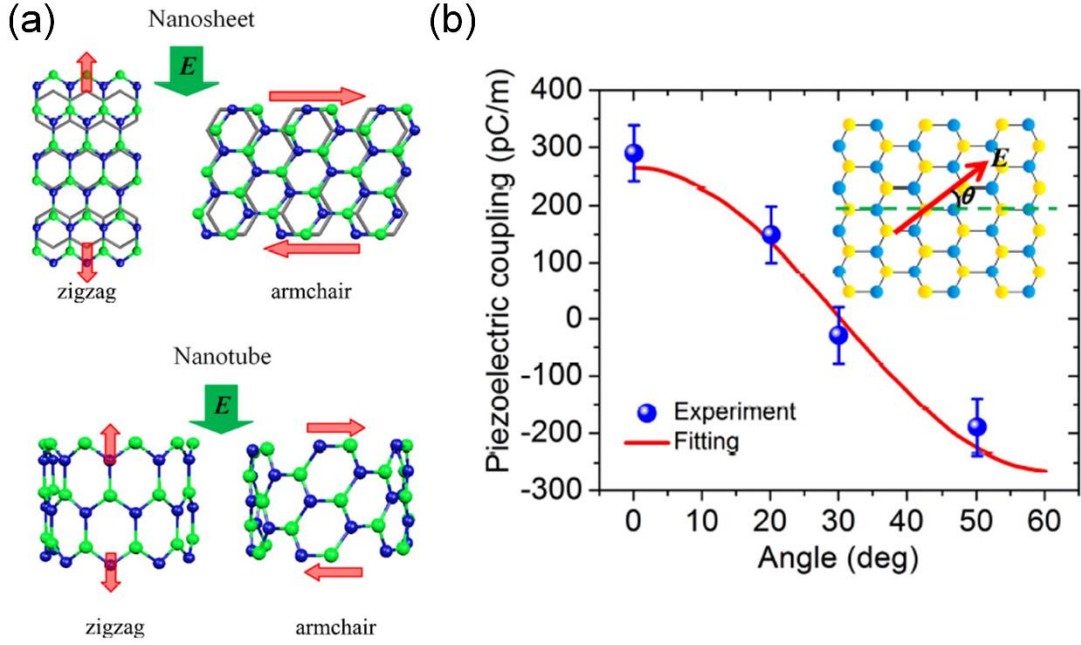 (a)
Nanosheet
E
zigzag
armchair
Nanotube
E
zigzag
armchair
(b)
Piezoelectric coupling (pC/m)
400
300
200
100
0
-100
-200
-300
E
θ
Experiment
Fitting
0 10 20 30 40 50 60
Angle (deg)